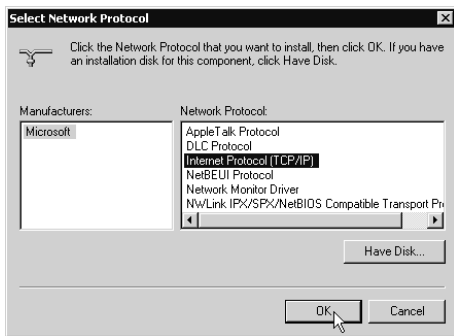 Select Network Protocol
Click the Network Protocol that you want to install, then click OK. If you have
an installation disk for this component, click Have Disk.
Manufacturers:
Microsoft
Network Protocol:
AppleTalk Protocol
DLC Protocol
Internet Protocol (TCP/IP)
NetBEUI Protocol
Network Monitor Driver
NWLink IPX/SPX/NetBIOS Compatible Transport Pr
Have Disk...
OK
Cancel